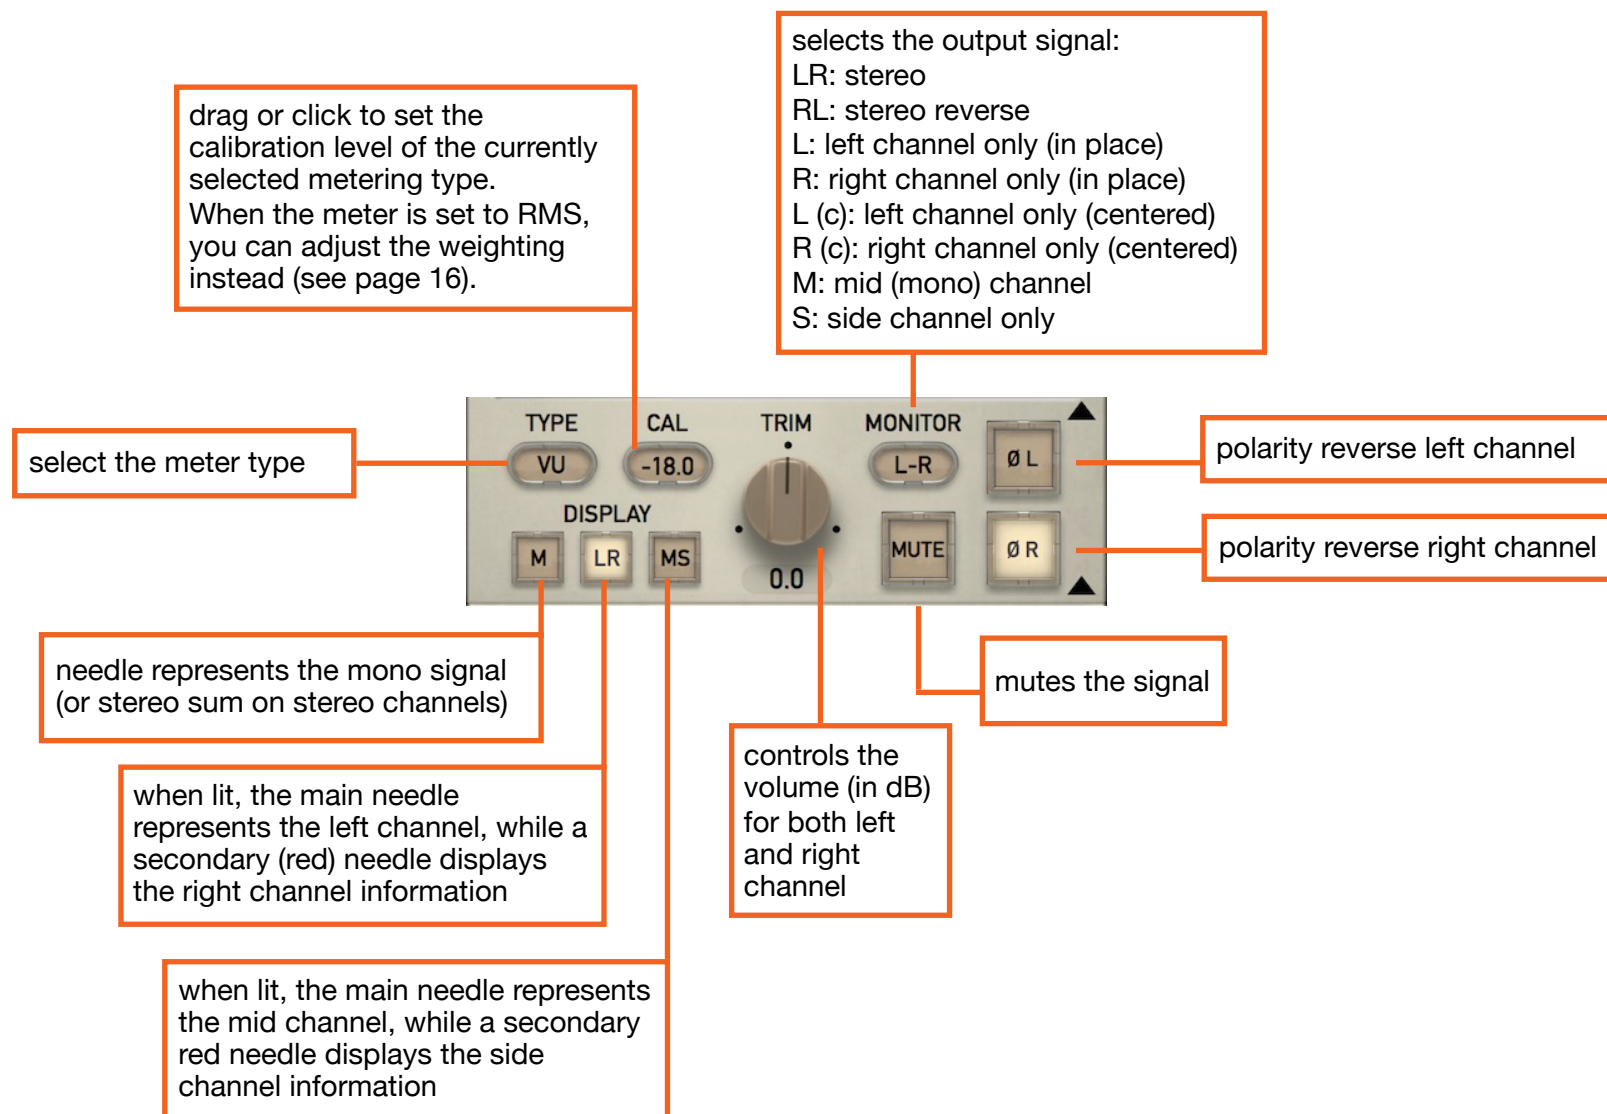 selects the output signal:
LR: stereo
RL: stereo reverse
L: left channel only (in place)
R: right channel only (in place)
L (c): left channel only (centered)
R (c): right channel only (centered)
M: mid (mono) channel
S: side channel only
drag or click to set the
calibration level of the currently
selected metering type.
When the meter is set to RMS,
you can adjust the weighting
instead (see page 16).
select the meter type
TYPE
CAL
TRIM
MONITOR
VU
-18.0
L-R
Ø L
DISPLAY
M
LR
MS
0.0
MUTE
Ø R
polarity reverse left channel
polarity reverse right channel
needle represents the mono signal
(or stereo sum on stereo channels)
mutes the signal
when lit, the main needle
represents the left channel, while a
secondary (red) needle displays
the right channel information
controls the
volume (in dB)
for both left
and right
channel
when lit, the main needle represents
the mid channel, while a secondary
red needle displays the side
channel information